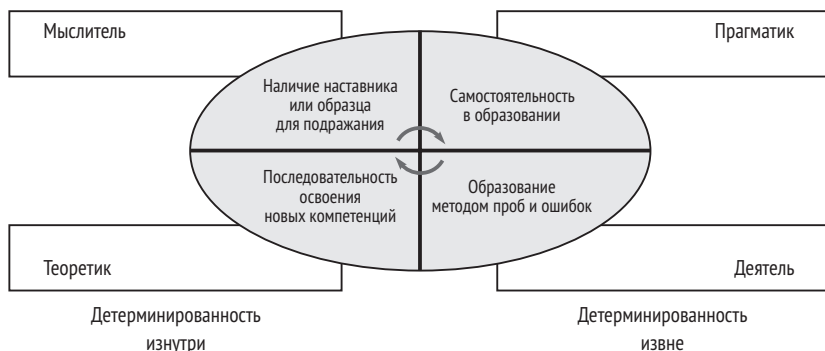 Мыслитель
Прагматик
Наличие наставника
или образца
для подражания
Самостоятельность
в образовании
Последовательность
освоения
новых компетенций
Образование
методом проб и ошибок
Теоретик
Деятель
Детерминированность
изнутри
Детерминированность
извне